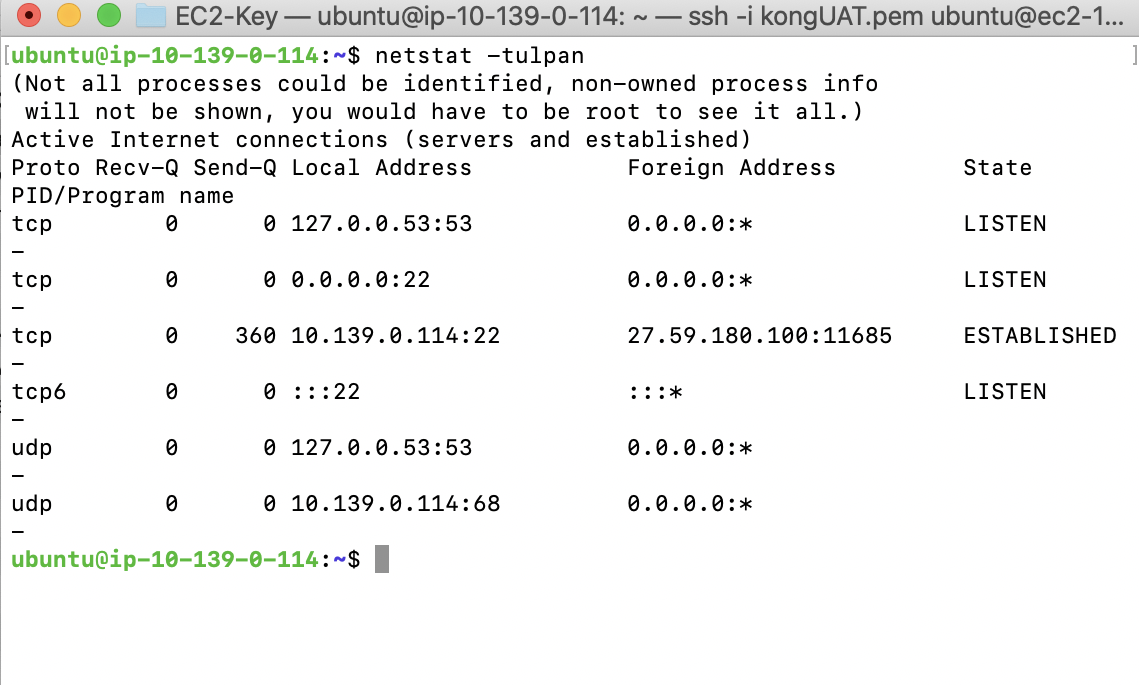 EC2-Key — ubuntu@ip-10-139-0-114: ~ — ssh -i kongUAT.pem ubuntu@ec2-1...
[ubuntu@ip-10-139-0-114:~$ netstat -tulpan ]
(Not all processes could be identified, non-owned process info
 will not be shown, you would have to be root to see it all.)
Active Internet connections (servers and established)
Proto Recv-Q Send-Q Local Address           Foreign Address         State
PID/Program name
tcp        0      0 127.0.0.53:53           0.0.0.0:*               LISTEN
-
tcp        0      0 0.0.0.0:22              0.0.0.0:*               LISTEN
-
tcp        0    360 10.139.0.114:22         27.59.180.100:11685     ESTABLISHED
-
tcp6       0      0 :::22                   :::*                    LISTEN
-
udp        0      0 127.0.0.53:53           0.0.0.0:*
-
udp        0      0 10.139.0.114:68         0.0.0.0:*
-
ubuntu@ip-10-139-0-114:~$